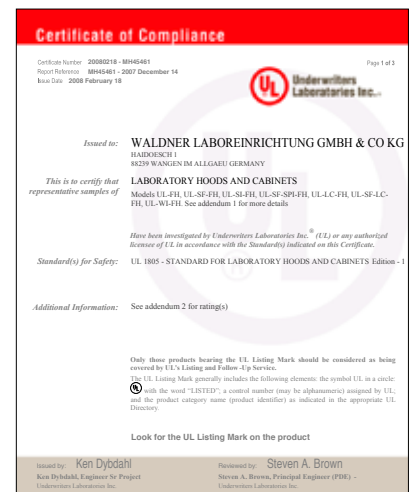 Certificate of Compliance
Certificate Number 20080218 - MH45461
Page 1 of 3
Report Reference MH45461 - 2007 December 14
Issue Date 2008 February 18
UL
Underwriters
Laboratories Inc.
Issued to: WALDNER LABOREINRICHTUNG GMBH & CO KG
HAIDOESCH 1
88239 WANGEN IM ALLGAEU GERMANY
This is to certify that representative samples of
LABORATORY HOODS AND CABINETS
Models UL-FH, UL-SF-FH, UL-SI-FH, UL-SF-SPI-FH, UL-LC-FH, UL-SF-LC-
FH, UL-WI-FH. See addendum 1 for more details
Have been investigated by Underwriters Laboratories Inc.® (UL) or any authorized
licensee of UL in accordance with the Standard(s) indicated on this Certificate.
Standard(s) for Safety: UL 1805 - STANDARD FOR LABORATORY HOODS AND CABINETS Edition - 1
Additional Information: See addendum 2 for rating(s)
Only those products bearing the UL Listing Mark should be considered as being
covered by UL's Listing and Follow -Up Service.
The UL Listing Mark generally includes the following elements: the symbol UL in a circle:
UL with the word "LISTED"; a control number (may be alphanumeric) assigned by UL;
and the product category name (product identifier) as indicated in the appropriate UL
Directory.
Look for the UL Listing Mark on the product
Issued by: Ken Dybdahl
Reviewed by: Steven A. Brown
Ken Dybdahl, Engineer Sr Project
Steven A. Brown, Principal Engineer (PDE) –
Underwriters Laboratories Inc.
Underwriters Laboratories Inc.